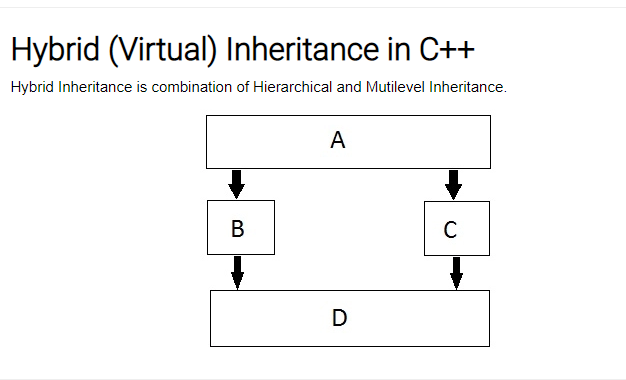 Hybrid (Virtual) Inheritance in C++
Hybrid Inheritance is combination of Hierarchical and Mutilevel Inheritance.
A
B C
D